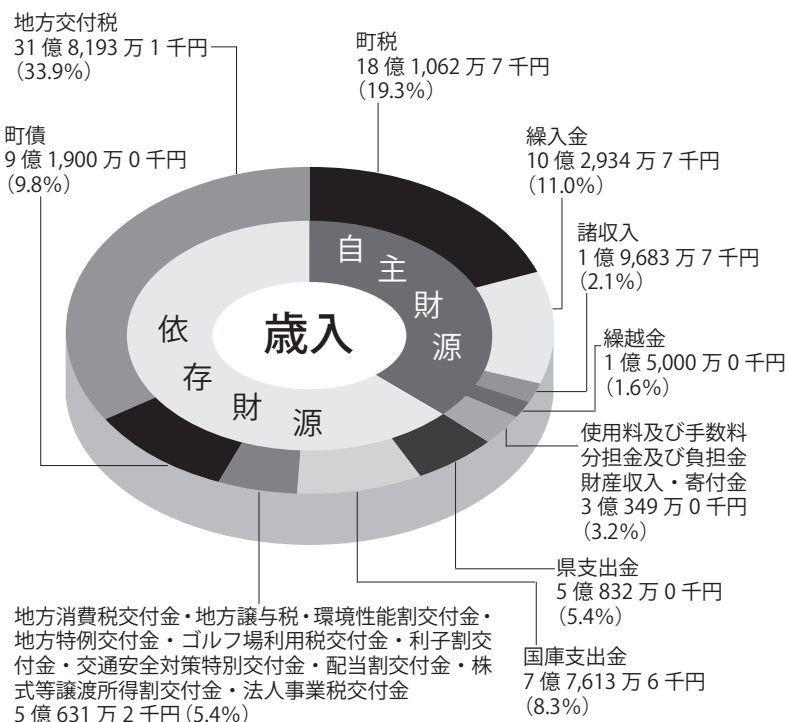 地方交付税
31 億 8,193 万 1 千円
（33.9%）
町税
18 億 1,062 万 7 千円
（19.3%）
町債
9 億 1,900 万 0 千円
（9.8%）
繰入金
10 億 2,934 万 7 千円
（11.0%）
諸収入
1 億 9,683 万 7 千円
（2.1%）
繰越金
1 億 5,000 万 0 千円
（1.6%）
使用料及び手数料
分担金及び負担金
財産収入・寄付金
3 億 349 万 0 千円
（3.2%）
県支出金
5 億 832 万 0 千円
（5.4%）
国庫支出金
7 億 7,613 万 6 千円
（8.3%）
地方消費税交付金・地方譲与税・環境性能割交付金・
地方特例交付金・ゴルフ場利用税交付金・利子割交
付金・交通安全対策特別交付金・配当割交付金・株
式等譲渡所得割交付金・法人事業税交付金
5 億 631 万 2 千円（5.4%）
自主財源
依存財源
歳入